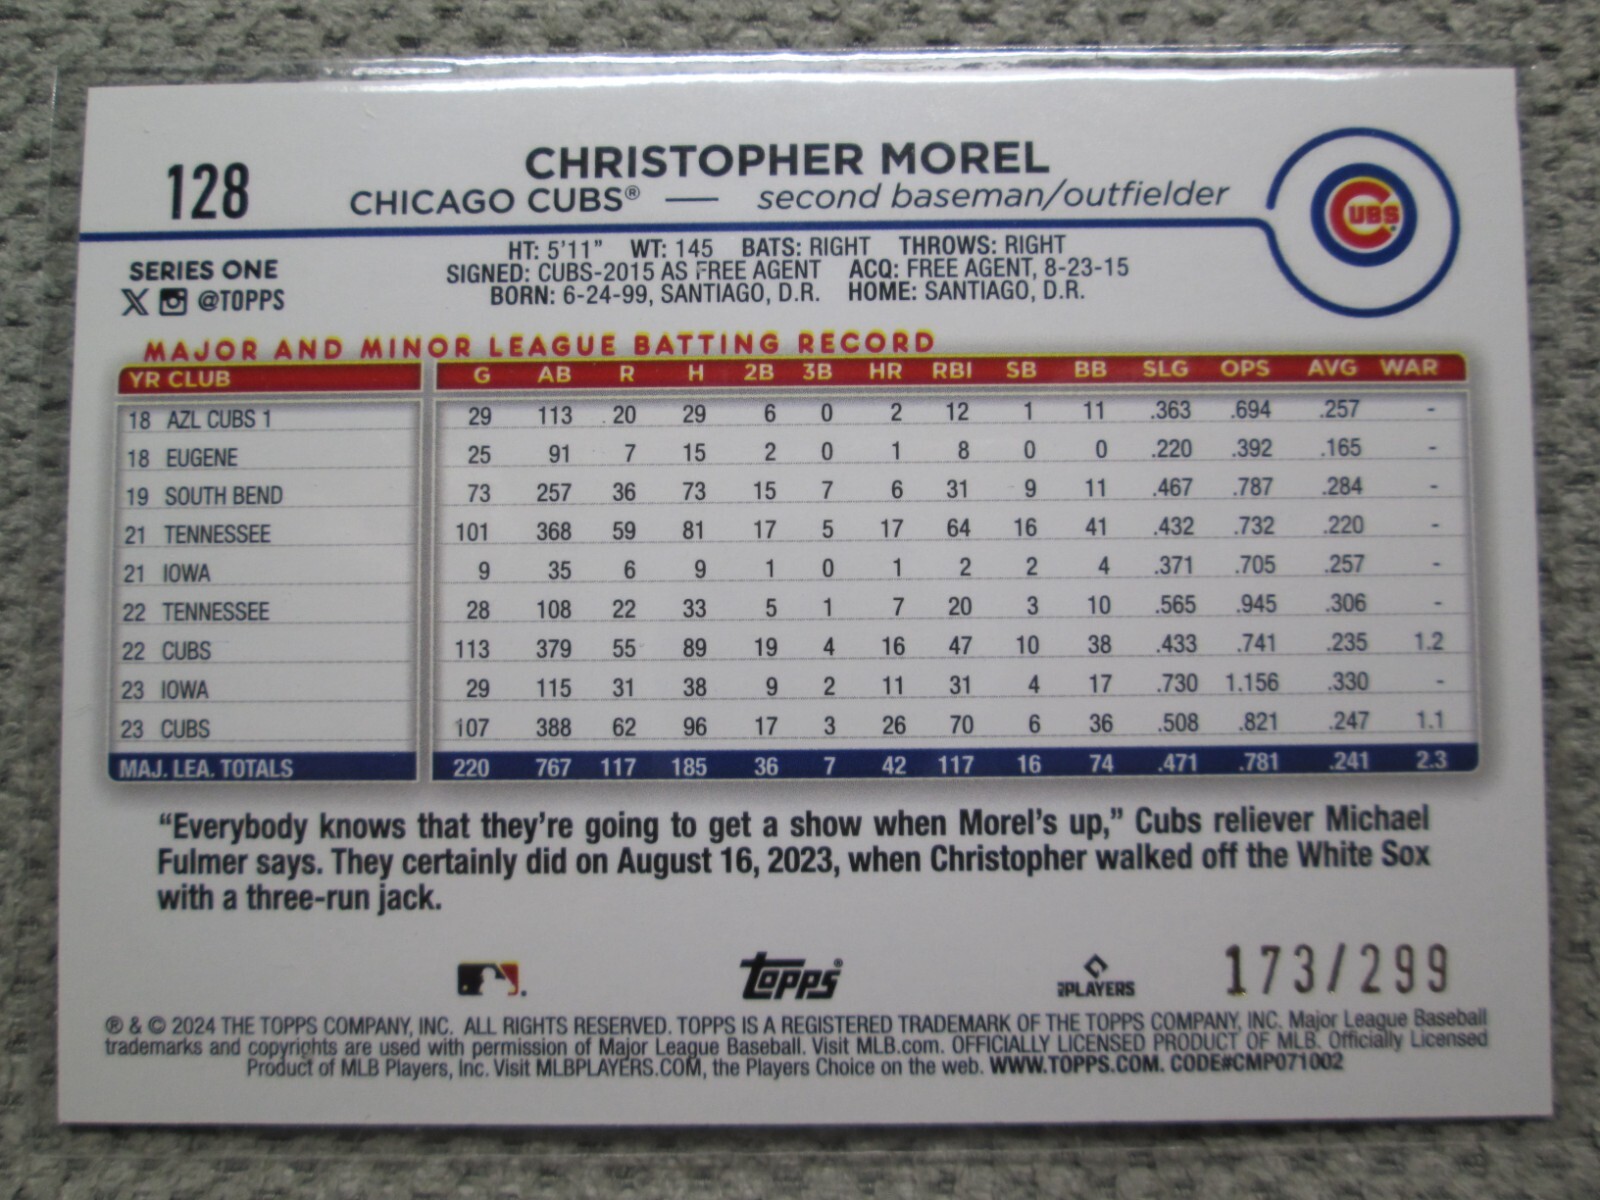 128
CHRISTOPHER MOREL
CHICAGO CUBS® — second baseman/outfielder
CUBS
SERIES ONE
X @TOPPS
HT: 5'11" WT: 145 BATS: RIGHT THROWS: RIGHT
SIGNED: CUBS-2015 AS FREE AGENT ACQ: FREE AGENT, 8-23-15
BORN: 6-24-99, SANTIAGO, D.R. HOME: SANTIAGO, D.R.
MAJOR AND MINOR LEAGUE BATTING RECORD
YR CLUB G AB R H 2B 3B HR RBI SB BB SLG OPS AVG WAR
18 AZL CUBS 1 29 113 20 29 6 0 2 12 1 11 .363 .694 .257 -
18 EUGENE 25 91 7 15 2 0 1 8 0 0 .220 .392 .165 -
19 SOUTH BEND 73 257 36 73 15 7 6 31 9 11 .467 .787 .284 -
21 TENNESSEE 101 368 59 81 17 5 17 64 16 41 .432 .732 .220 -
21 IOWA 9 35 6 9 1 0 1 2 2 4 .371 .705 .257 -
22 TENNESSEE 28 108 22 33 5 1 7 20 3 10 .565 .945 .306 -
22 CUBS 113 379 55 89 19 4 16 47 10 38 .433 .741 .235 1.2
23 IOWA 29 115 31 38 9 2 11 31 4 17 .730 1.156 .330 -
23 CUBS 107 388 62 96 17 3 26 70 6 36 .508 .821 .247 1.1
MAJ. LEA. TOTALS 220 767 117 185 36 7 42 117 16 74 .471 .781 .241 2.3
“Everybody knows that they’re going to get a show when Morel’s up,” Cubs reliever Michael
Fulmer says. They certainly did on August 16, 2023, when Christopher walked off the White Sox
with a three-run jack.
Topps®
PLAYERS
173/299
® & © 2024 THE TOPPS COMPANY, INC. ALL RIGHTS RESERVED. TOPPS IS A REGISTERED TRADEMARK OF THE TOPPS COMPANY, INC. Major League Baseball
trademarks and copyrights are used with permission of Major League Baseball. Visit MLB.com. OFFICIALLY LICENSED PRODUCT OF MLB. Officially Licensed
Product of MLB Players, Inc. Visit MLBPLAYERS.COM, the Players Choice on the web. WWW.TOPPS.COM. CODE#CMP071002